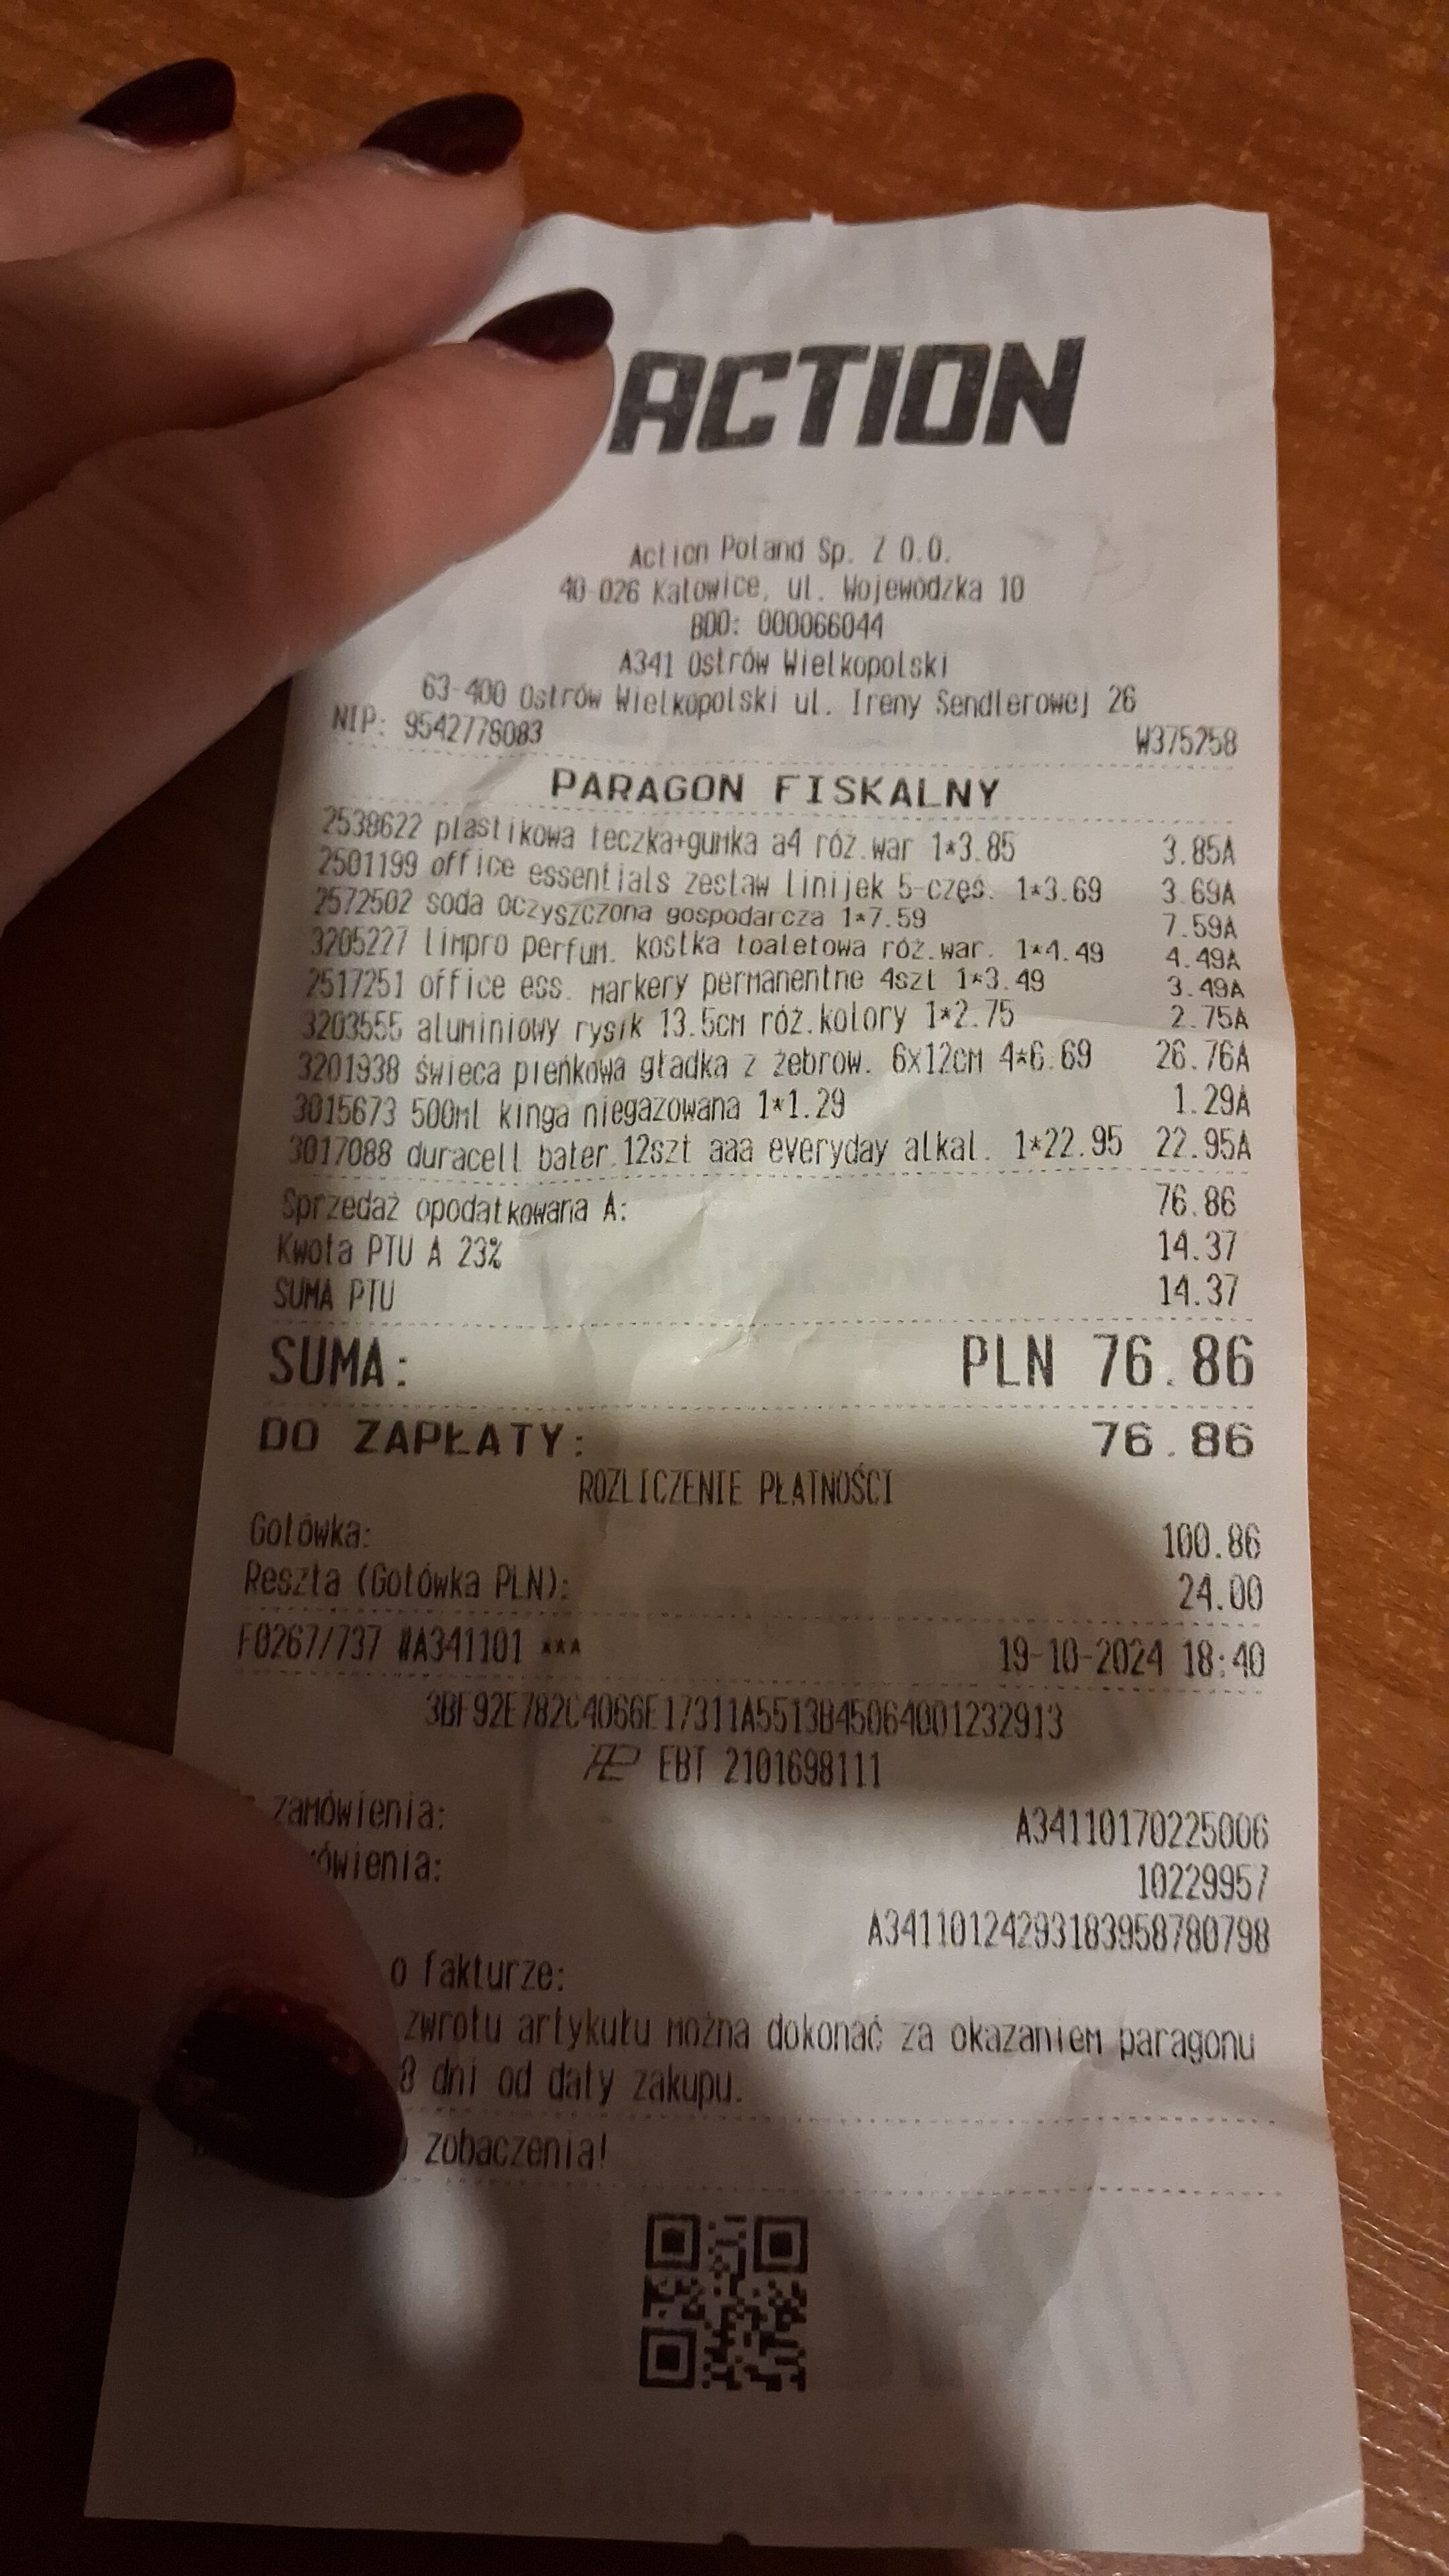 ACTION
Action Poland Sp. Z O.O.
40-026 Katowice, ul. Wojewódzka 10
BDO: 000066044
A341 Ostrów Wielkopolski
63-400 Ostrów Wielkopolski ul. Ireny Sendlerowej 26
NIP: 9542778083 W375258
PARAGON FISKALNY
2538622 plastikowa teczka+gumka a4 róż.war 1*3.85 3.85A
2501199 office essentials zestaw linijek 5-częś. 1*3.69 3.69A
2572502 soda oczyszczona gospodarcza 1*7.59 7.59A
3205227 limpro perfum. kostka toaletowa róż.war. 1*4.49 4.49A
2517251 office ess. markery permanentne 4szt 1*3.49 3.49A
3203555 aluminiowy rysik 13.5cm róż.kolory 1*2.75 2.75A
3201938 świeca pieńkowa gładka z żebrow. 6x12cm 4*6.69 26.76A
3015673 500ml kinga niegazowana 1*1.29 1.29A
3017088 duracell bater.12szt aaa everyday alkal. 1*22.95 22.95A
Sprzedaż opodatkowana A: 76.86
Kwota PTU A 23% 14.37
SUMA PTU 14.37
SUMA: PLN 76.86
DO ZAPŁATY: 76.86
ROZLICZENIE PŁATNOŚCI
Gotówka: 100.86
Reszta (Gotówka PLN): 24.00
F0267/737 #A341101 *** 19-10-2024 18:40
3BF92E782C4066E17311A5513B45064001232913
EBT 2101698111
zamówienia: A34110170225006
ówienia: 10229957
A3411012429318395878​0798
o fakturze:
zwrotu artykułu można dokonać za okazaniem paragonu
8 dni od daty zakupu.
zobaczenia!